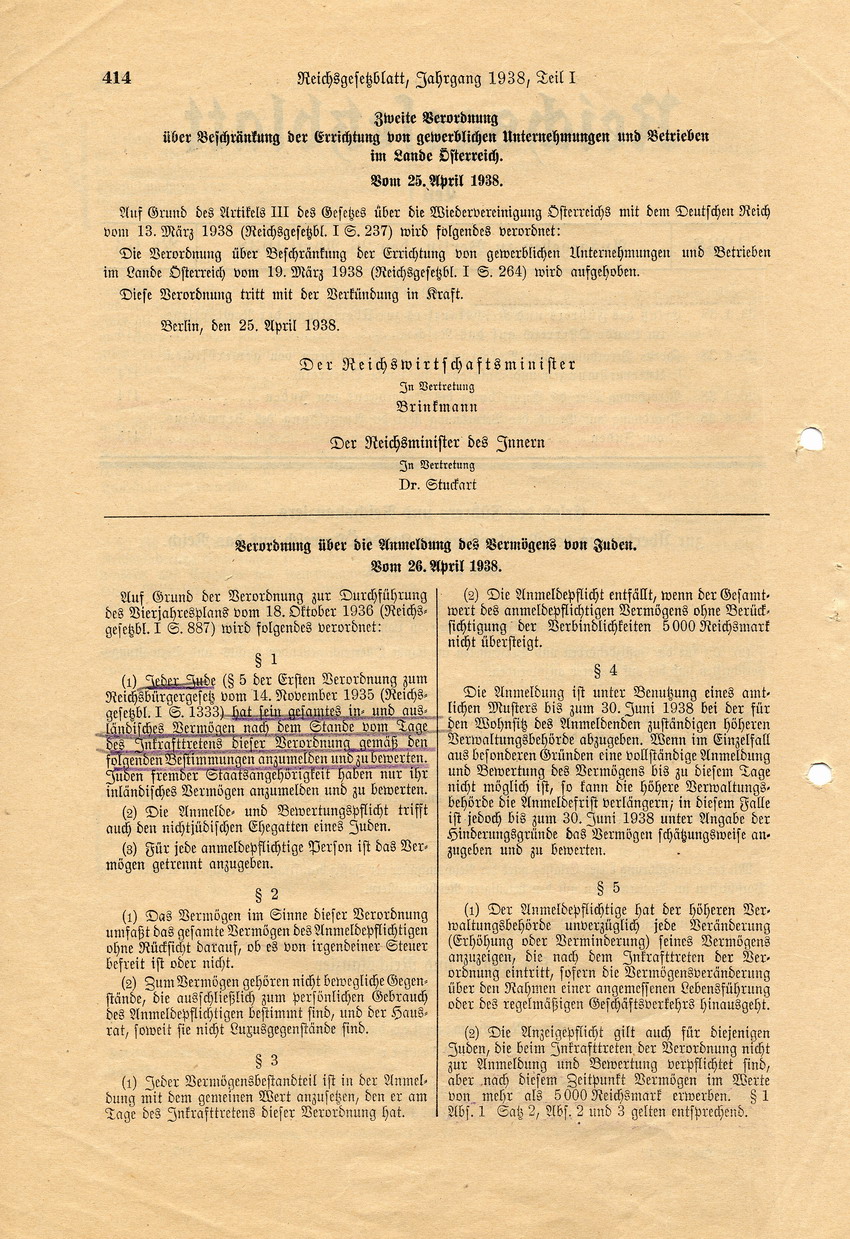 414
Reichsgesetzblatt, Jahrgang 1938, Teil I
Zweite Verordnung
über Beschränkung der Errichtung von gewerblichen Unternehmungen und Betrieben
im Lande Österreich.
Vom 25. April 1938.
Auf Grund des Artikels III des Gesetzes über die Wiedervereinigung Österreichs mit dem Deutschen Reich
vom 13. März 1938 (Reichsgesetzbl. I S. 237) wird folgendes verordnet:
Die Verordnung über Beschränkung der Errichtung von gewerblichen Unternehmungen und Betrieben
im Lande Österreich vom 19. März 1938 (Reichsgesetzbl. I S. 264) wird aufgehoben.
Diese Verordnung tritt mit der Verkündung in Kraft.
Berlin, den 25. April 1938.
Der Reichswirtschaftsminister
In Vertretung
Brinkmann
Der Reichsminister des Innern
In Vertretung
Dr. Stuckart
Verordnung über die Anmeldung des Vermögens von Juden.
Vom 26. April 1938.
Auf Grund der Verordnung zur Durchführung
des Vierjahresplans vom 18. Oktober 1936 (Reichs-
gesetzbl. I S. 887) wird folgendes verordnet:
§ 1
(1) Jeder Jude (§ 5 der Ersten Verordnung zum
Reichsbürgergesetz vom 14. November 1935 (Reichs-
gesetzbl. I S. 1333) hat sein gesamtes in- und aus-
ländisches Vermögen nach dem Stande vom Tage
des Inkrafttretens dieser Verordnung gemäß den
folgenden Bestimmungen anzumelden und zu bewerten.
Juden fremder Staatsangehörigkeit haben nur ihr
inländisches Vermögen anzumelden und zu bewerten.
(2) Die Anmelde- und Bewertungspflicht trifft
auch den nichtjüdischen Ehegatten eines Juden.
(3) Für jede anmeldepflichtige Person ist das Ver-
mögen getrennt anzugeben.
§ 2
(1) Das Vermögen im Sinne dieser Verordnung
umfaßt das gesamte Vermögen des Anmeldepflichtigen
ohne Rücksicht darauf, ob es von irgendeiner Steuer
befreit ist oder nicht.
(2) Zum Vermögen gehören nicht bewegliche Gegen-
stände, die ausschließlich zum persönlichen Gebrauch
des Anmeldepflichtigen bestimmt sind, und der Haus-
rat, soweit sie nicht Luxusgegenstände sind.
§ 3
(1) Jeder Vermögensbestandteil ist in der Anmel-
dung mit dem gemeinen Wert anzusetzen, den er am
Tage des Inkrafttretens dieser Verordnung hat.
(2) Die Anmeldepflicht entfällt, wenn der Gesamt-
wert des anmeldepflichtigen Vermögens ohne Berück-
sichtigung der Verbindlichkeiten 5 000 Reichsmark
nicht übersteigt.
§ 4
Die Anmeldung ist unter Benutzung eines amt-
lichen Musters bis zum 30. Juni 1938 bei der für
den Wohnsitz des Anmeldenden zuständigen höheren
Verwaltungsbehörde abzugeben. Wenn im Einzelfall
aus besonderen Gründen eine vollständige Anmeldung
und Bewertung des Vermögens bis zu diesem Tage
nicht möglich ist, so kann die höhere Verwaltungs-
behörde die Anmeldefrist verlängern; in diesem Falle
ist jedoch bis zum 30. Juni 1938 unter Angabe der
Hinderungsgründe das Vermögen schätzungsweise an-
zugeben und zu bewerten.
§ 5
(1) Der Anmeldepflichtige hat der höheren Ver-
waltungsbehörde unverzüglich jede Veränderung
(Erhöhung oder Verminderung) seines Vermögens
anzuzeigen, die nach dem Inkrafttreten der Ver-
ordnung eintritt, sofern die Vermögensveränderung
über den Rahmen einer angemessenen Lebensführung
oder des regelmäßigen Geschäftsverkehrs hinausgeht.
(2) Die Anzeigepflicht gilt auch für diejenigen
Juden, die beim Inkrafttreten der Verordnung nicht
zur Anmeldung und Bewertung verpflichtet sind,
aber nach diesem Zeitpunkt Vermögen im Werte
von mehr als 5 000 Reichsmark erwerben. § 1
Abs. 1 Satz 2, Abs. 2 und 3 gelten entsprechend.